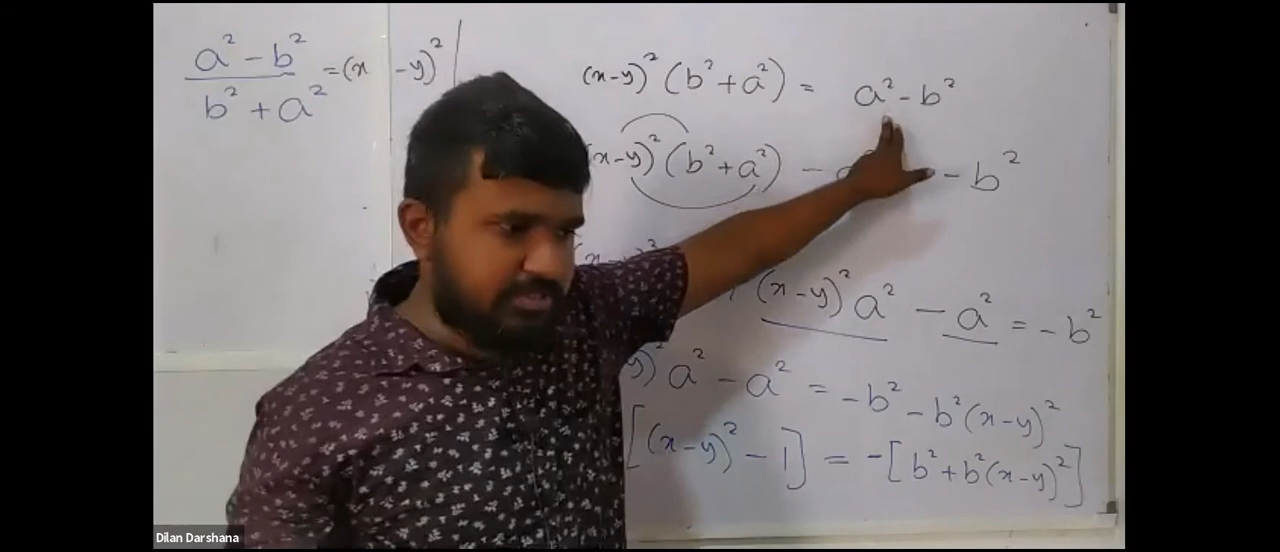 a² - b²
b² + a²
= (x - y)²
(x-y)² (b² + a²) = a² - b²
(x-y)² (b² + a²) - - b²
(x-y)² a² - a² = - b²
y)² a² - a² = - b² - b² (x-y)²
[(x-y)² - 1] = - [b² + b² (x-y)²]
Dilan Darshana